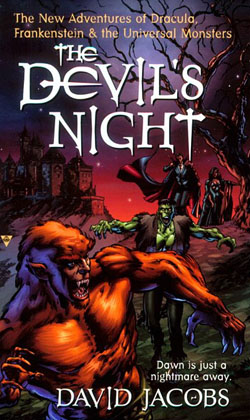 The New Adventures of Dracula,
Frankenstein & the Universal Monsters
THE
DEVIL'S
NIGHT
Dawn is just a
nightmare away.
DAVID JACOBS